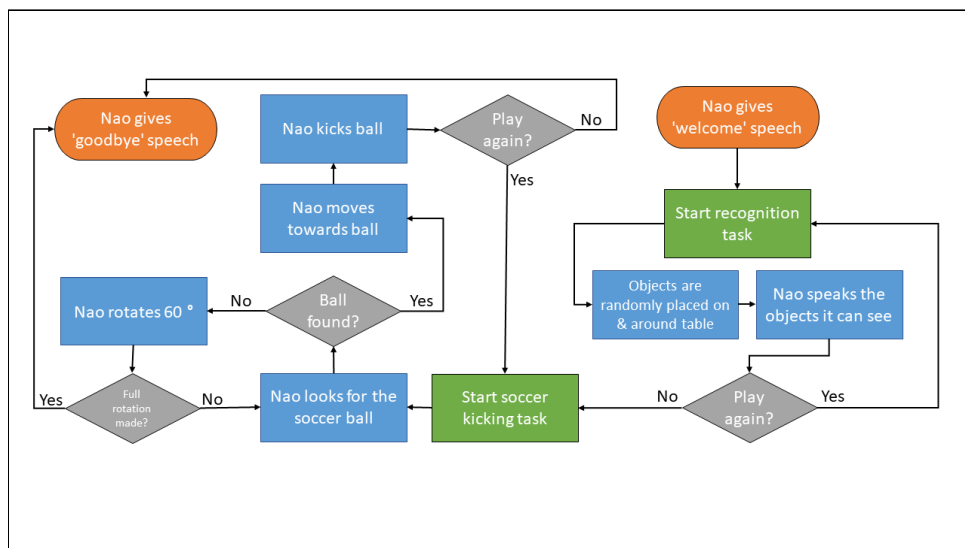 Nao gives
'goodbye' speech
Nao kicks ball
Play
again?
No
Yes
Nao gives
'welcome' speech
Nao moves
towards ball
Start recognition
task
Nao rotates 60 °
No
Ball
found?
Yes
Objects are
randomly placed on
& around table
Nao speaks the
objects it can see
Yes
Full
rotation
made?
No
Nao looks for the
soccer ball
Start soccer
kicking task
No
Play
again?
Yes